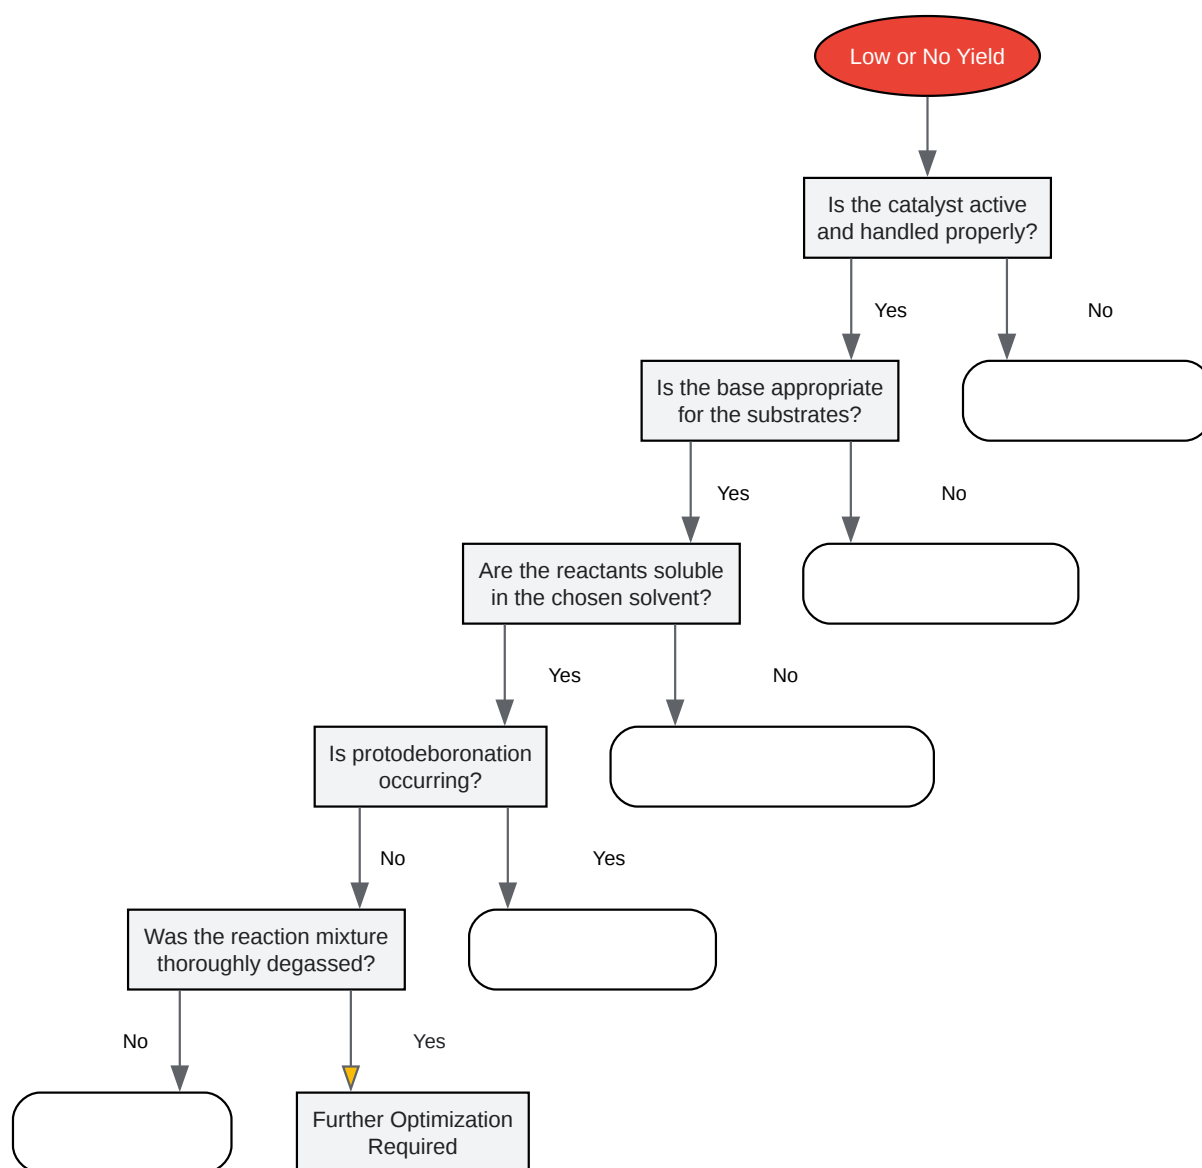 Low or No Yield
Is the catalyst active
and handled properly?
Yes
No
Is the base appropriate
for the substrates?
Yes
No
Are the reactants soluble
in the chosen solvent?
Yes
No
Is protodeboronation
occurring?
No
Yes
Was the reaction mixture
thoroughly degassed?
No
Yes
Further Optimization
Required